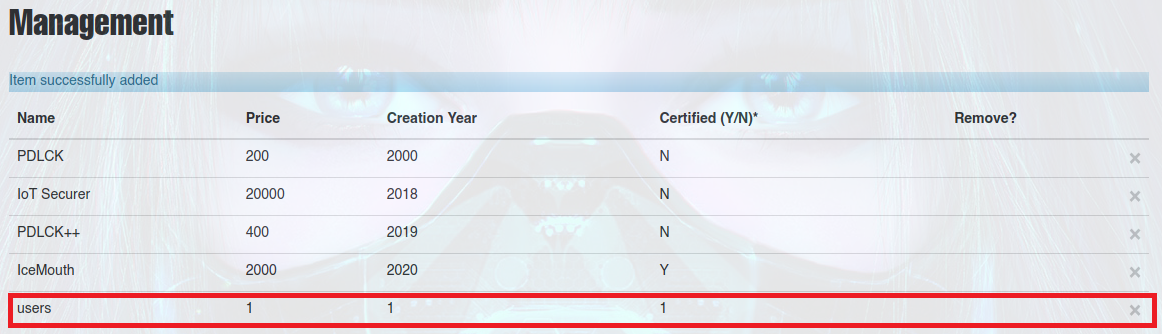 Management
Item successfully added
Name Price Creation Year Certified (Y/N)* Remove?
PDLCK 200 2000 N ×
IoT Securer 20000 2018 N ×
PDLCK++ 400 2019 N ×
IceMouth 2000 2020 Y ×
users 1 1 1 ×